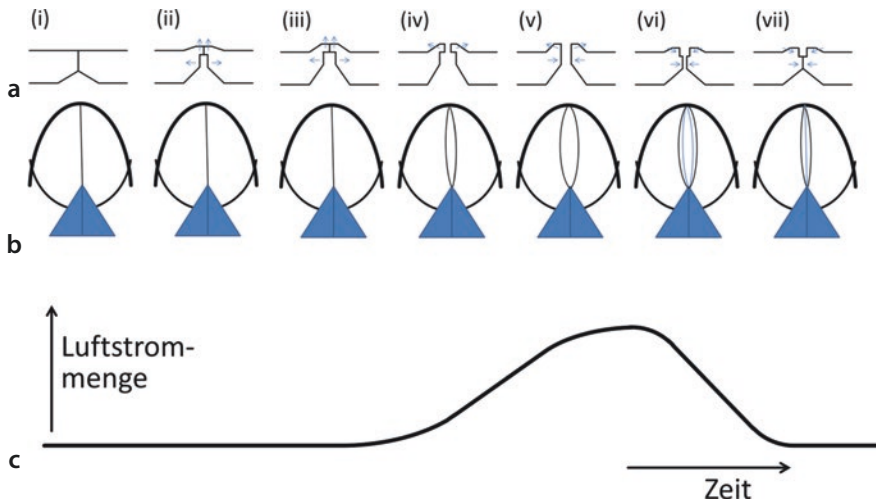 (i) (ii) (iii) (iv) (v) (vi) (vii)
a
b
Luftstrom-
menge
c
Zeit